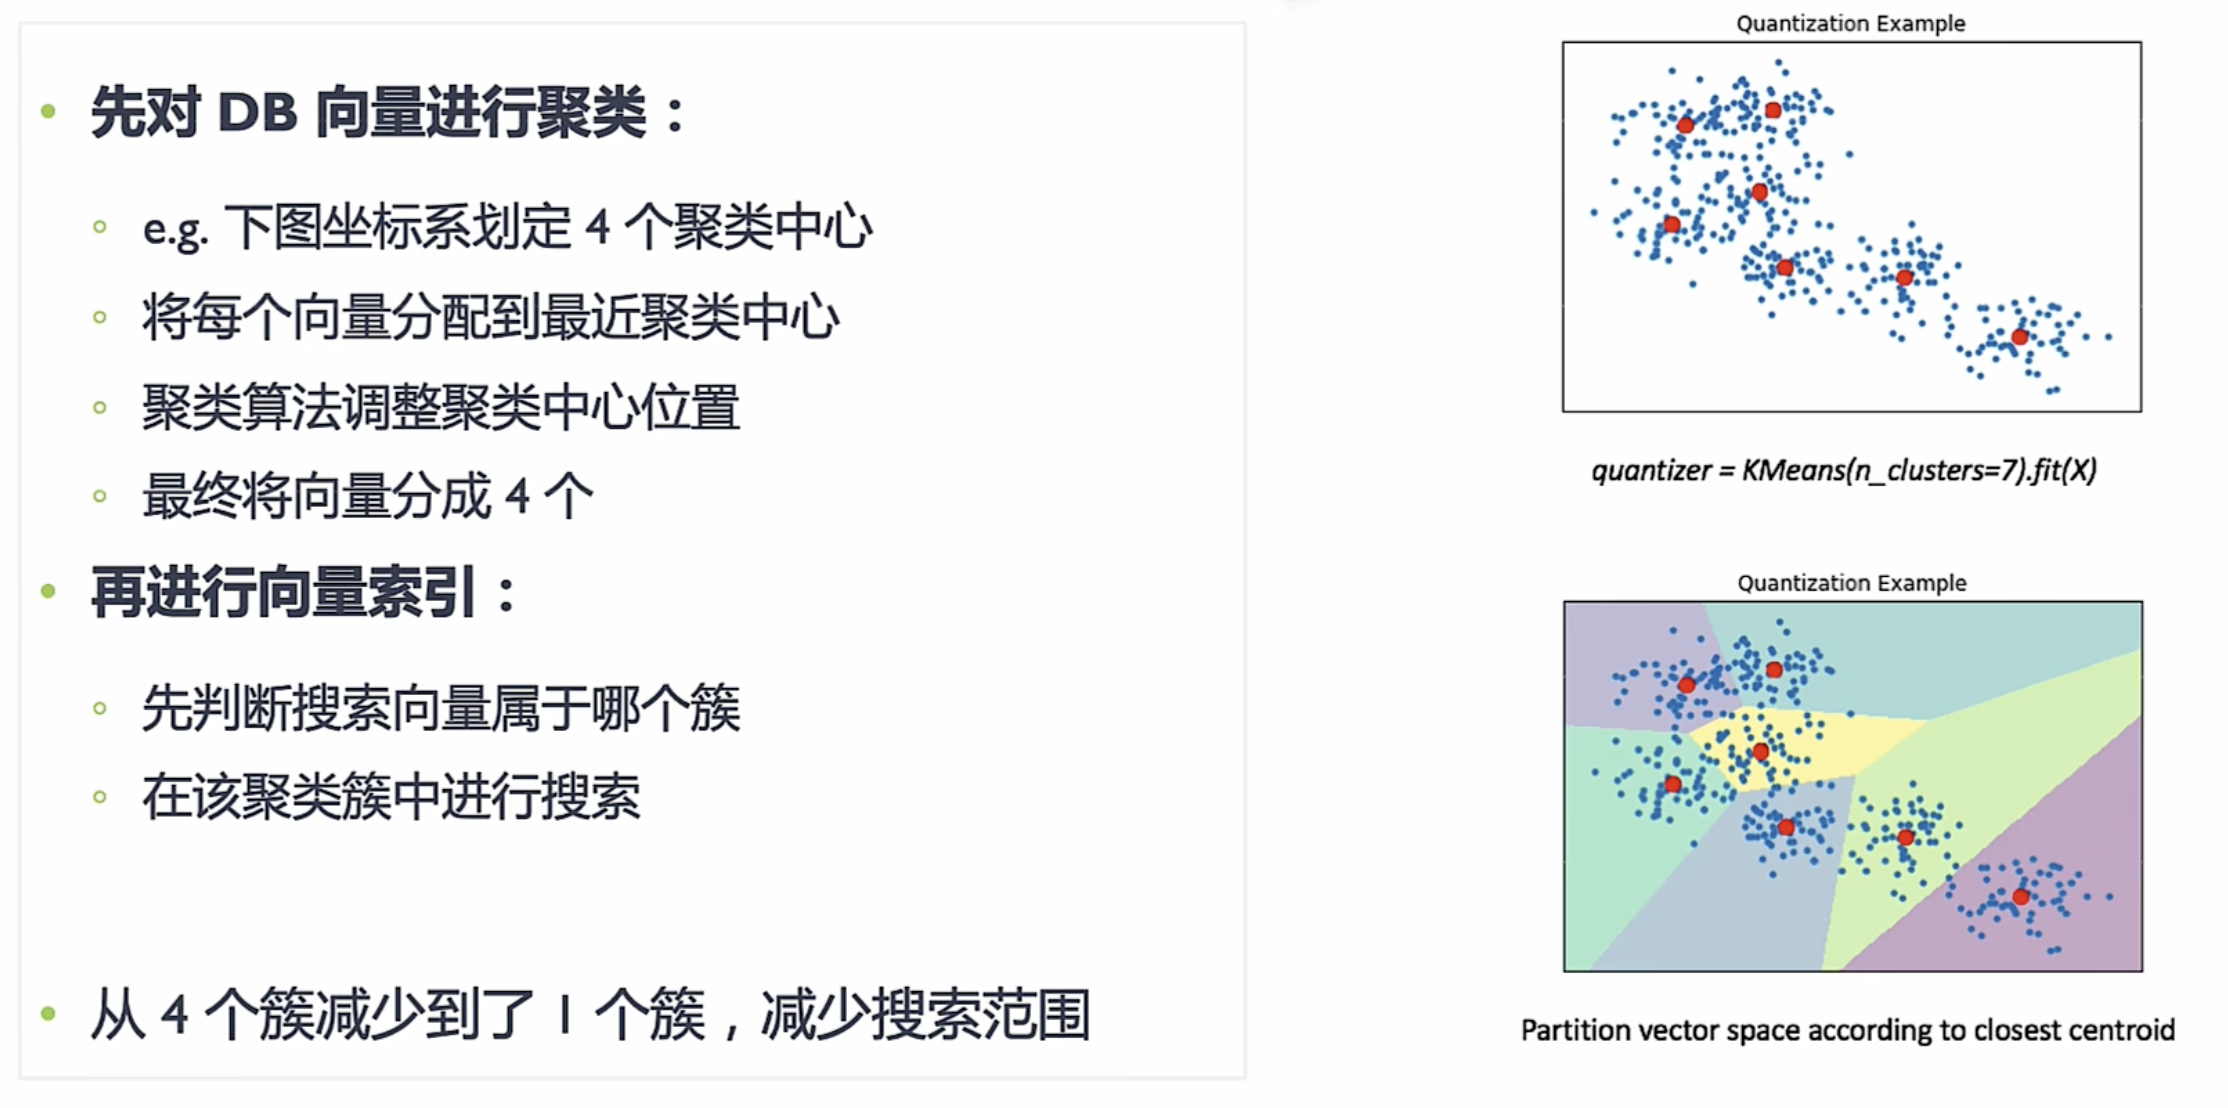 先对 DB 向量进行聚类：
e.g. 下图坐标系划定 4 个聚类中心
将每个向量分配到最近聚类中心
聚类算法调整聚类中心位置
最终将向量分成 4 个
再进行向量索引：
先判断搜索向量属于哪个簇
在该聚类簇中进行搜索
从 4 个簇减少到了 1 个簇，减少搜索范围
Quantization Example
quantizer = KMeans(n_clusters=7).fit(X)
Quantization Example
Partition vector space according to closest centroid